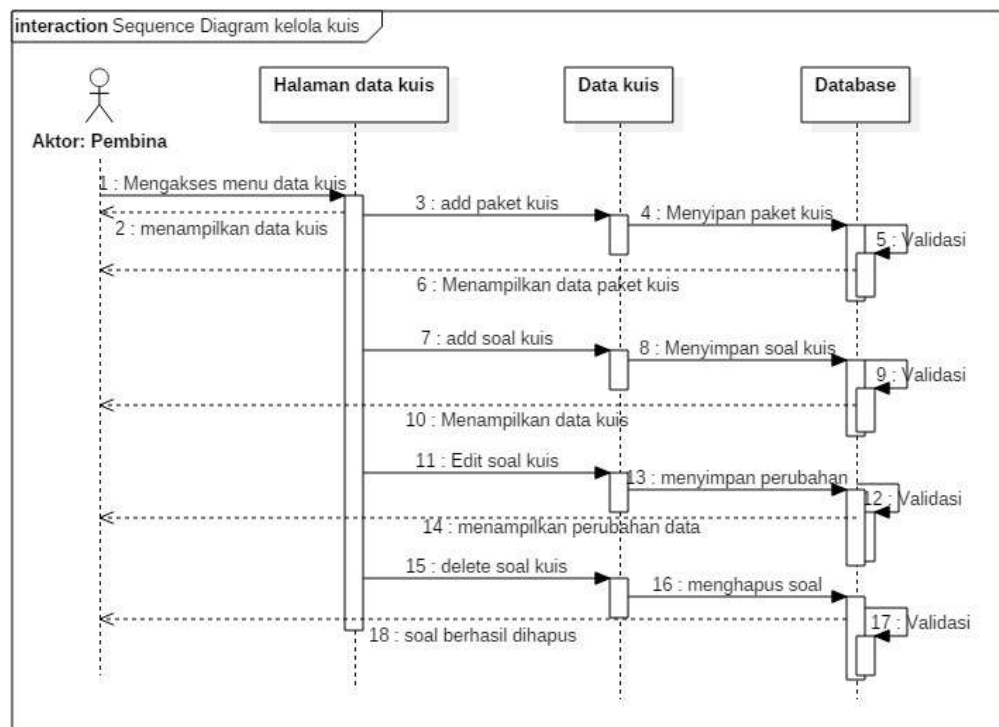 interaction Sequence Diagram kelola kuis
Halaman data kuis
Data kuis
Database
Aktor: Pembina
1 : Mengakses menu data kuis
2 : menampilkan data kuis
3 : add paket kuis
4 : Menyipan paket kuis
5 : Validasi
6 : Menampilkan data paket kuis
7 : add soal kuis
8 : Menyimpan soal kuis
9 : Validasi
10 : Menampilkan data kuis
11 : Edit soal kuis
13 : menyimpan perubahan
12 : Validasi
14 : menampilkan perubahan data
15 : delete soal kuis
16 : menghapus soal
17 : Validasi
18 : soal berhasil dihapus